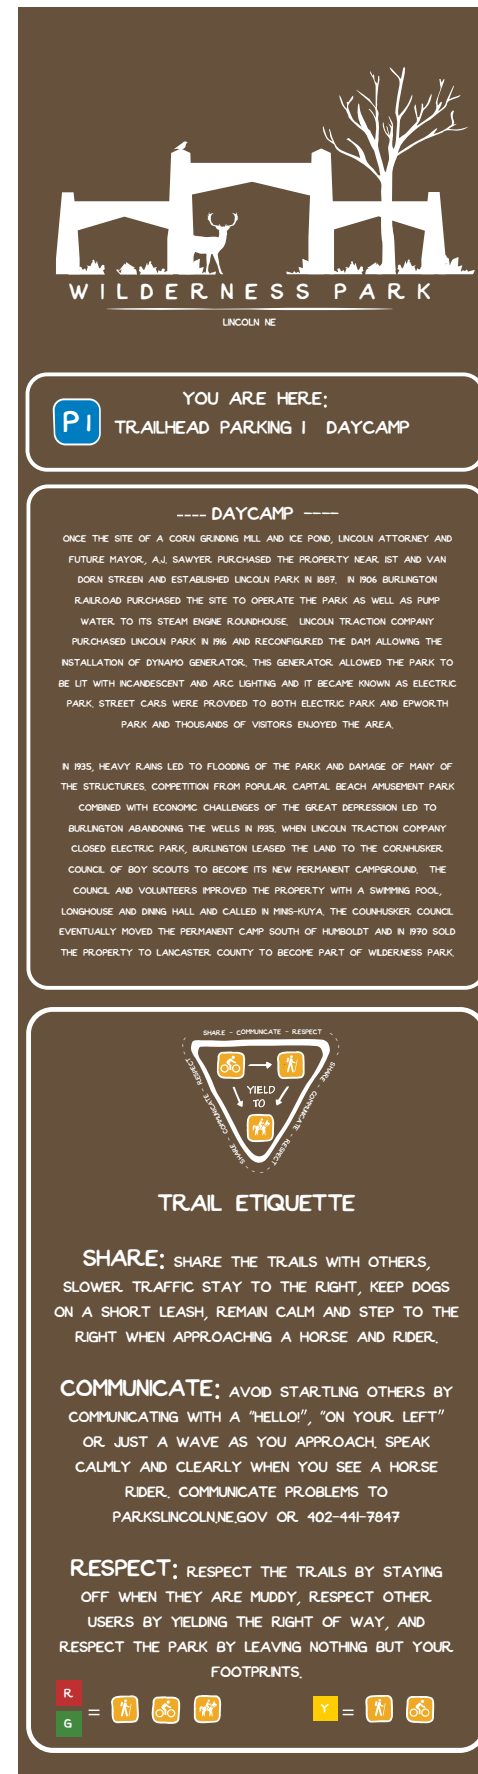 WILDERNESS PARK
LINCOLN NE
YOU ARE HERE:
P1
TRAILHEAD PARKING 1 DAYCAMP
---- DAYCAMP ----
ONCE THE SITE OF A CORN GRINDING MILL AND ICE POND, LINCOLN ATTORNEY AND
FUTURE MAYOR, A.J. SAWYER PURCHASED THE PROPERTY NEAR 1ST AND VAN
DORN STREEN AND ESTABLISHED LINCOLN PARK IN 1887. IN 1906 BURLINGTON
RAILROAD PURCHASED THE SITE TO OPERATE THE PARK AS WELL AS PUMP
WATER TO ITS STEAM ENGINE ROUNDHOUSE. LINCOLN TRACTION COMPANY
PURCHASED LINCOLN PARK IN 1916 AND RECONFIGURED THE DAM ALLOWING THE
INSTALLATION OF DYNAMO GENERATOR. THIS GENERATOR ALLOWED THE PARK TO
BE LIT WITH INCANDESCENT AND ARC LIGHTING AND IT BECAME KNOWN AS ELECTRIC
PARK. STREET CARS WERE PROVIDED TO BOTH ELECTRIC PARK AND EPWORTH
PARK AND THOUSANDS OF VISITORS ENJOYED THE AREA.
IN 1935, HEAVY RAINS LED TO FLOODING OF THE PARK AND DAMAGE OF MANY OF
THE STRUCTURES. COMPETITION FROM POPULAR CAPITAL BEACH AMUSEMENT PARK
COMBINED WITH ECONOMIC CHALLENGES OF THE GREAT DEPRESSION LED TO
BURLINGTON ABANDONING THE WELLS IN 1935. WHEN LINCOLN TRACTION COMPANY
CLOSED ELECTRIC PARK, BURLINGTON LEASED THE LAND TO THE CORNHUSKER
COUNCIL OF BOY SCOUTS TO BECOME ITS NEW PERMANENT CAMPGROUND. THE
COUNCIL AND VOLUNTEERS IMPROVED THE PROPERTY WITH A SWIMMING POOL,
LONGHOUSE AND DINING HALL AND CALLED IN MINIS-KUYA. THE COUNHUSKER COUNCIL
EVENTUALLY MOVED THE PERMANENT CAMP SOUTH OF HUMBOLDT AND IN 1970 SOLD
THE PROPERTY TO LANCASTER COUNTY TO BECOME PART OF WILDERNESS PARK.
SHARE - COMMUNICATE - RESPECT
SHARE - COMMUNICATE - RESPECT
SHARE - COMMUNICATE - RESPECT
YIELD
TO
TRAIL ETIQUETTE
SHARE: SHARE THE TRAILS WITH OTHERS,
SLOWER TRAFFIC STAY TO THE RIGHT, KEEP DOGS
ON A SHORT LEASH, REMAIN CALM AND STEP TO THE
RIGHT WHEN APPROACHING A HORSE AND RIDER.
COMMUNICATE: AVOID STARTLING OTHERS BY
COMMUNICATING WITH A "HELLO!", "ON YOUR LEFT"
OR JUST A WAVE AS YOU APPROACH. SPEAK
CALMLY AND CLEARLY WHEN YOU SEE A HORSE
RIDER. COMMUNICATE PROBLEMS TO
PARKSLINCOLN.NE.GOV OR 402-441-7847
RESPECT: RESPECT THE TRAILS BY STAYING
OFF WHEN THEY ARE MUDDY, RESPECT OTHER
USERS BY YIELDING THE RIGHT OF WAY, AND
RESPECT THE PARK BY LEAVING NOTHING BUT YOUR
FOOTPRINTS.
R
G =
Y =